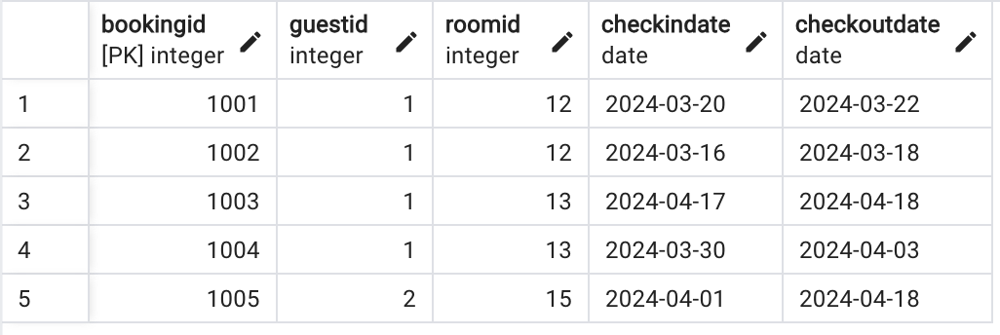 bookingid guestid roomid checkindate checkoutdate
[PK] integer integer integer date date
1 1001 1 12 2024-03-20 2024-03-22
2 1002 1 12 2024-03-16 2024-03-18
3 1003 1 13 2024-04-17 2024-04-18
4 1004 1 13 2024-03-30 2024-04-03
5 1005 2 15 2024-04-01 2024-04-18